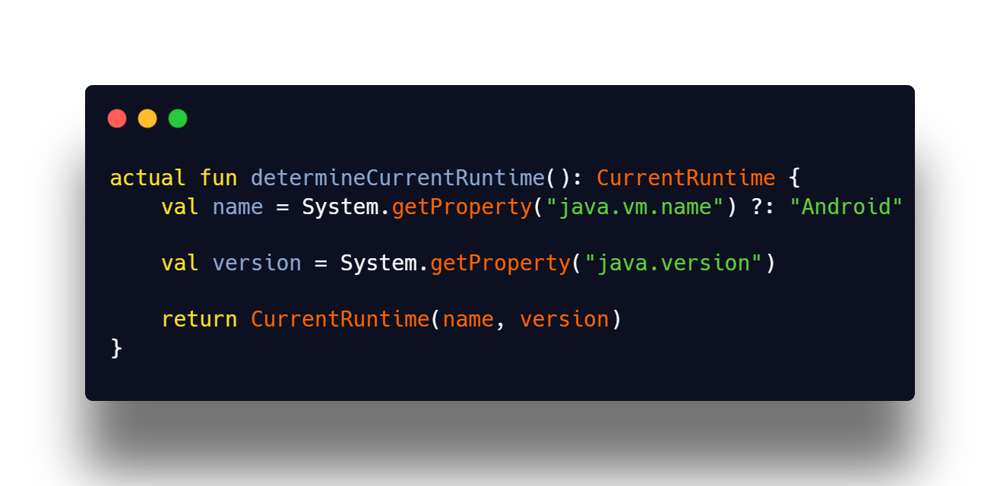 actual fun determineCurrentRuntime(): CurrentRuntime {
    val name = System.getProperty("java.vm.name") ?: "Android"
    val version = System.getProperty("java.version")
    return CurrentRuntime(name, version)
}